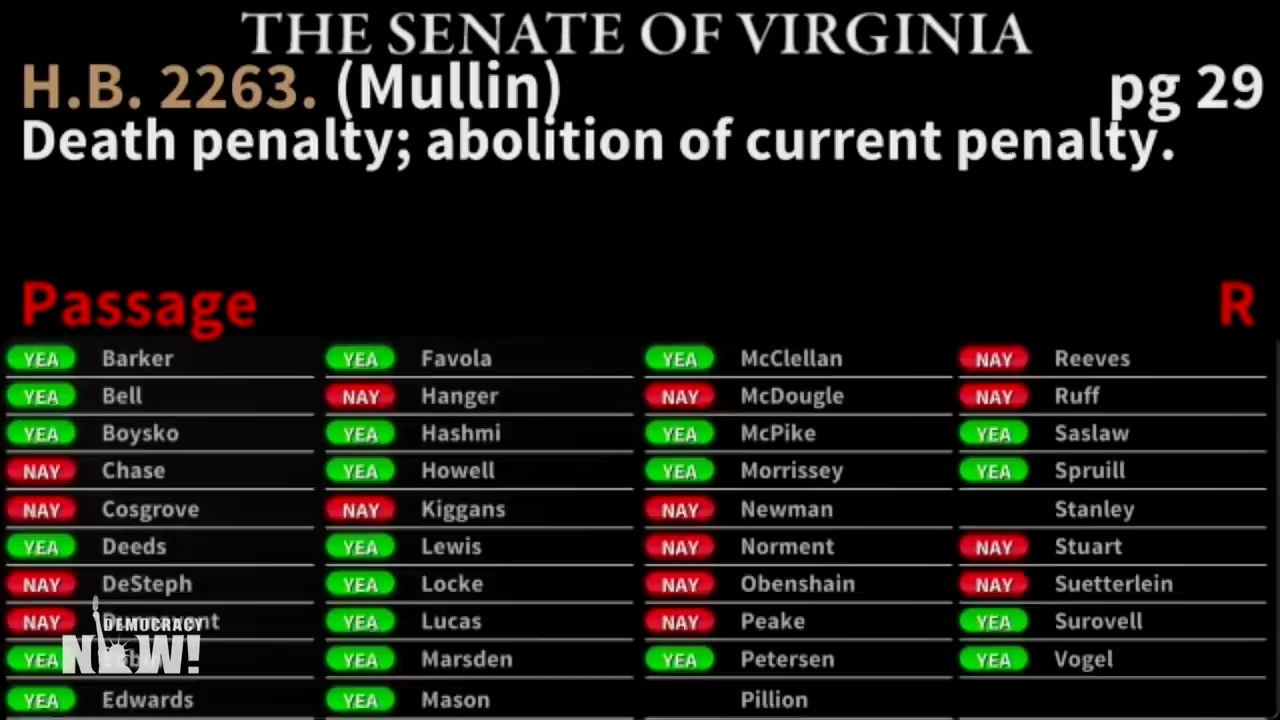 THE SENATE OF VIRGINIA
H.B. 2263. (Mullin) pg 29
Death penalty; abolition of current penalty.
Passage R
YEA Barker YEA Favola YEA McClellan NAY Reeves
YEA Bell NAY Hanger NAY McDougle NAY Ruff
YEA Boysko YEA Hashmi YEA McPike YEA Saslaw
NAY Chase YEA Howell YEA Morrissey YEA Spruill
NAY Cosgrove NAY Kiggans NAY Newman Stanley
YEA Deeds YEA Lewis NAY Norment NAY Stuart
NAY DeSteph YEA Locke NAY Obenshain NAY Suetterlein
NAY YEA Lucas NAY Peake YEA Surovell
YEA YEA Marsden YEA Petersen YEA Vogel
YEA Edwards YEA Mason Pillion
DEMOCRACY
NOW!